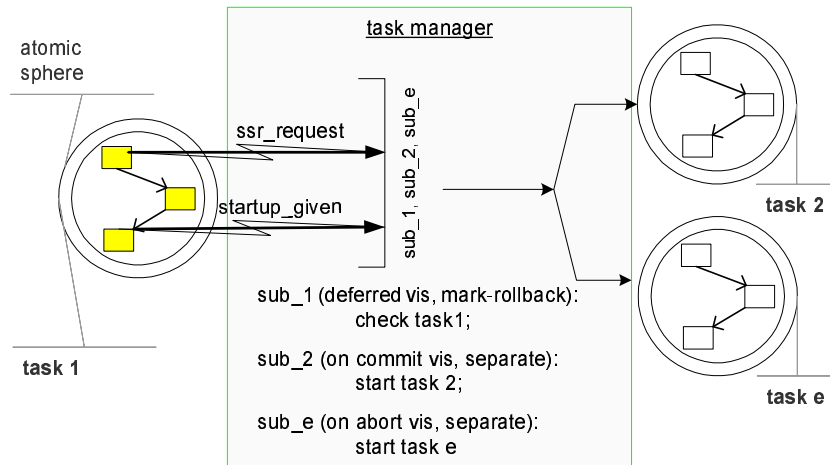 task manager
atomic
sphere
ssr_request
startup_given
sub_1, sub_2, sub_e
task 1
task 2
task e
sub_1 (deferred vis, mark-rollback):
check task1;
sub_2 (on commit vis, separate):
start task 2;
sub_e (on abort vis, separate):
start task e